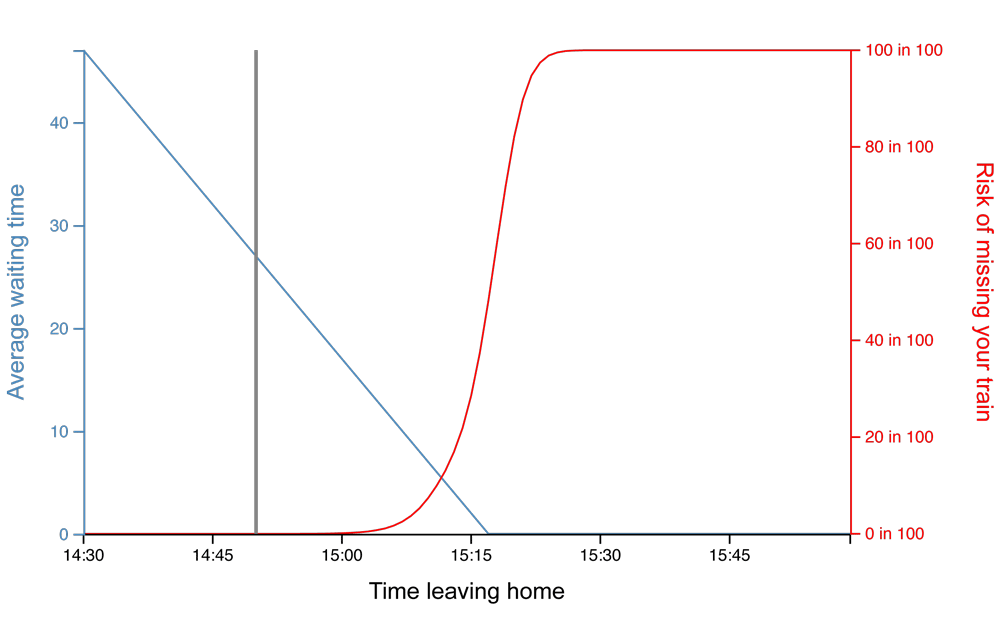 Average waiting time
40
30
20
10
0
100 in 100
80 in 100
60 in 100
40 in 100
20 in 100
0 in 100
Risk of missing your train
14:30
14:45
15:00
15:15
15:30
15:45
Time leaving home